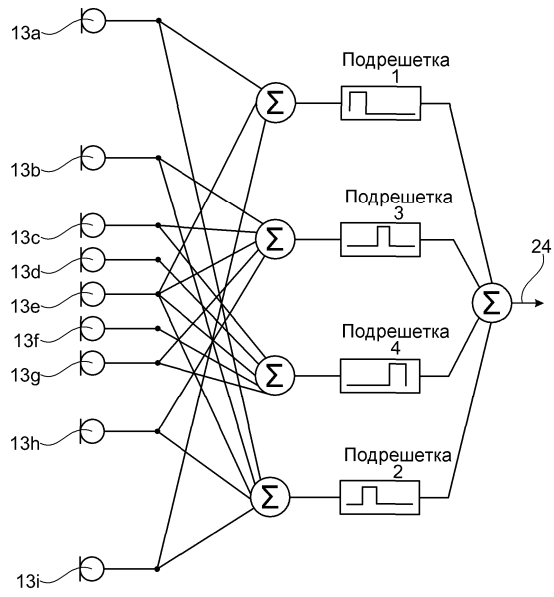 13a
Подрешетка
1
Σ
13b
Подрешетка
3
13c
Σ
13d
24
13e
Σ
13f
Подрешетка
4
13g
Σ
13h
Подрешетка
2
Σ
13i